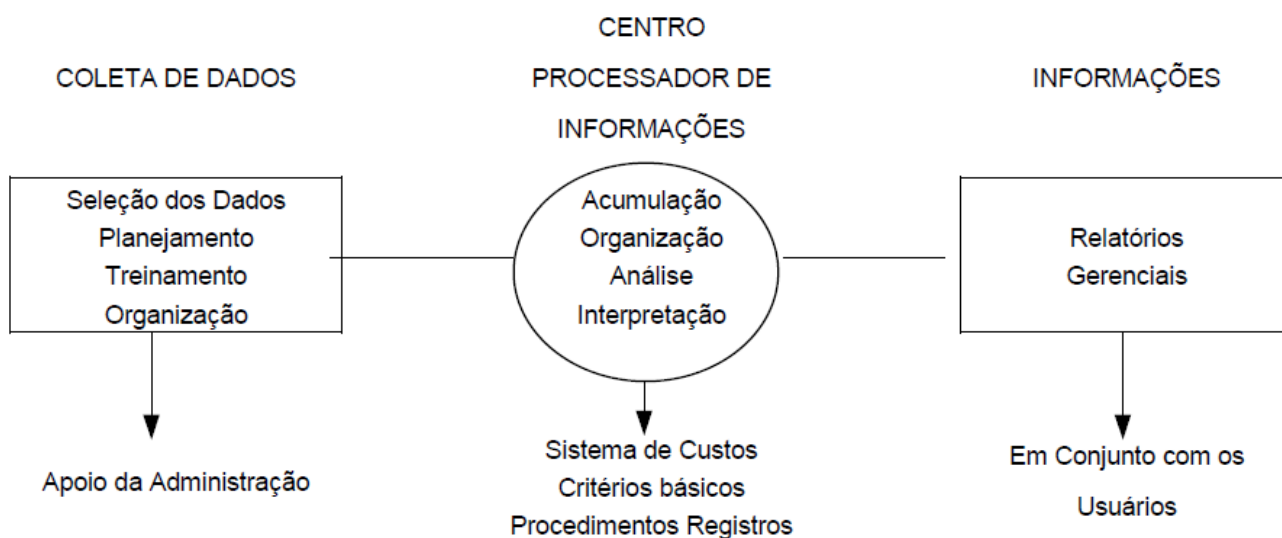 CENTRO
COLETA DE DADOS
PROCESSADOR DE
INFORMAÇÕES
INFORMAÇÕES
Seleção dos Dados
Planejamento
Treinamento
Organização
Acumulação
Organização
Análise
Interpretação
Relatórios
Gerenciais
Apoio da Administração
Sistema de Custos
Critérios básicos
Procedimentos Registros
Em Conjunto com os
Usuários